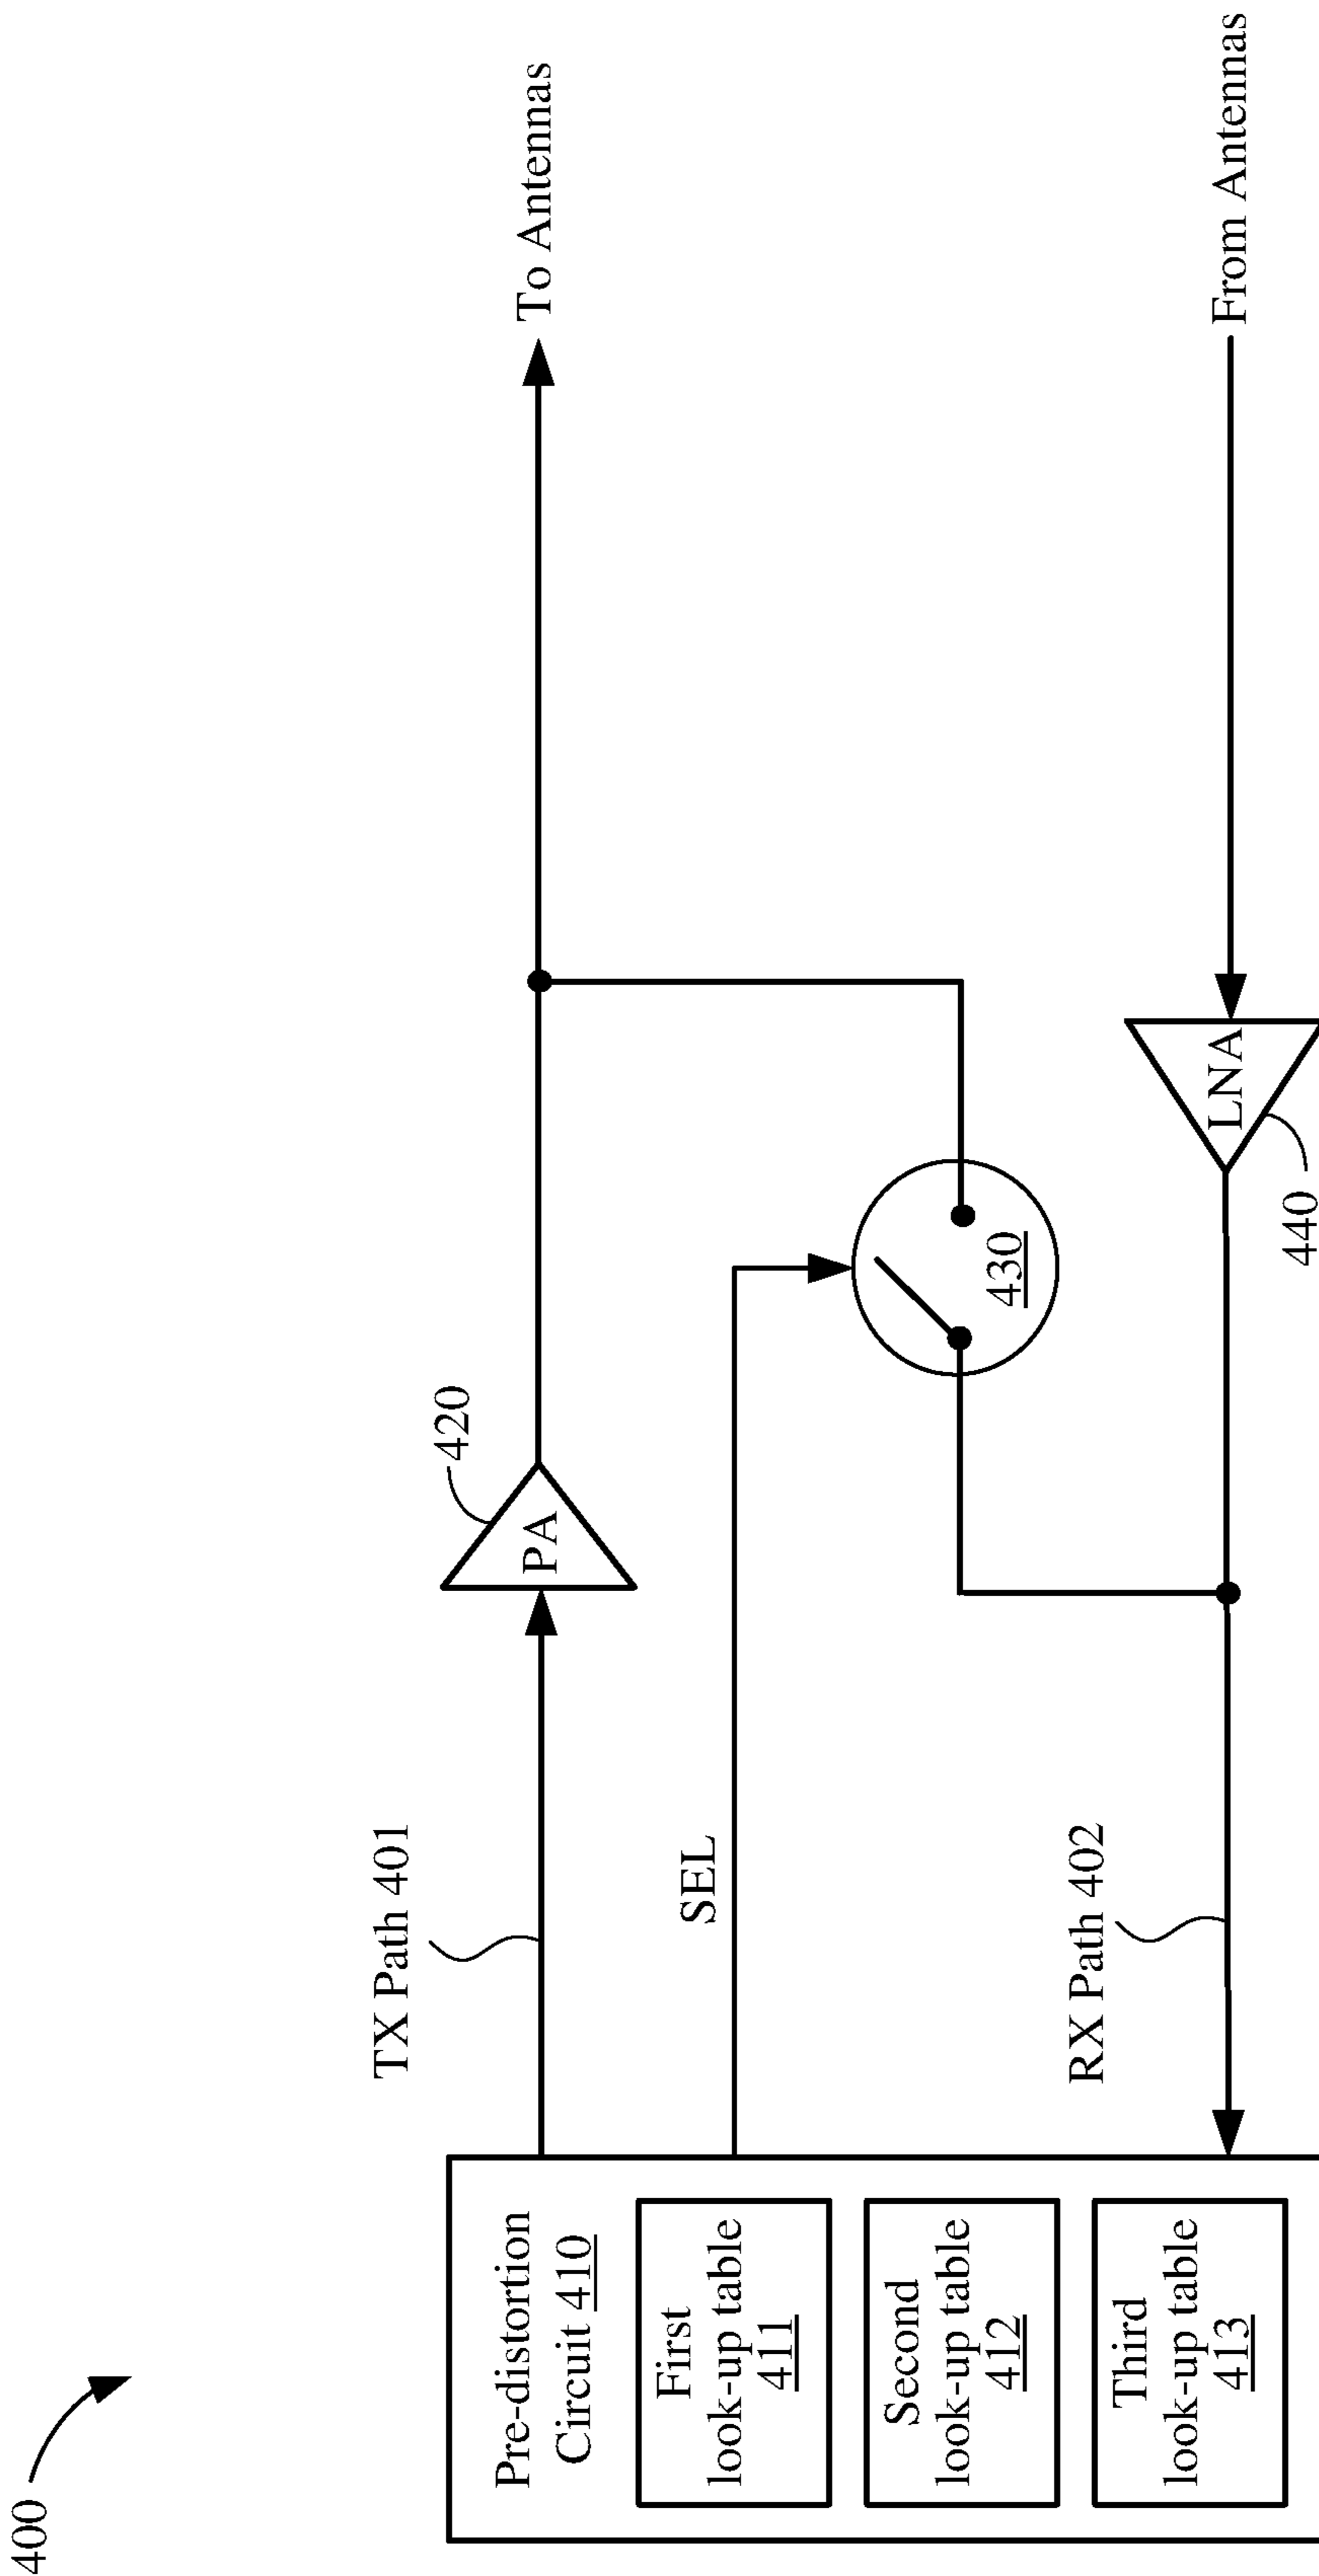 400
Pre-distortion
Circuit 410
First
look-up table
411
Second
look-up table
412
Third
look-up table
413
TX Path 401
SEL
RX Path 402
PA
420
430
LNA
440
To Antennas
From Antennas